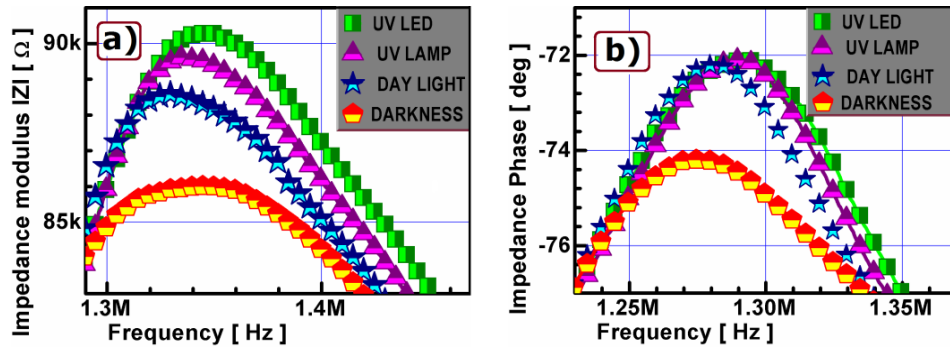 a)
UV LED
UV LAMP
DAY LIGHT
DARKNESS
Impedance modulus IZI [ Ω ]
90k
85k
1.3M
1.4M
Frequency [ Hz ]
b)
UV LED
UV LAMP
DAY LIGHT
DARKNESS
Impedance Phase [ deg ]
-72
-74
-76
1.25M
1.30M
1.35M
Frequency [ Hz ]